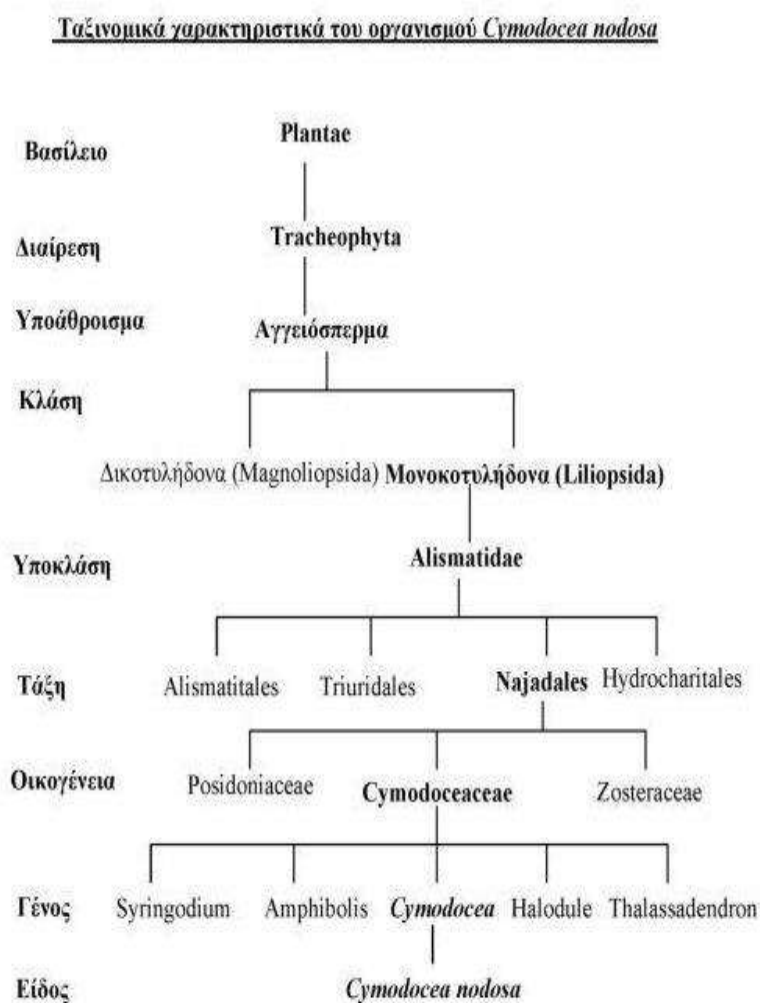 Ταξινομικά χαρακτηριστικά του οργανισμού Cymodocea nodosa
Βασίλειο Plantae
Διαίρεση Tracheophyta
Υποάθροισμα Αγγειόσπερμα
Κλάση
Δικοτυλήδονα (Magnoliopsida) Μονοκοτυλήδονα (Liliopsida)
Υποκλάση Alismatidae
Τάξη Alismatitales Triuridales Najadales Hydrocharitales
Οικογένεια Posidoniaceae Cymodoceaceae Zosteraceae
Γένος Syringodium Amphibolis Cymodocea Halodule Thalassadendron
Είδος Cymodocea nodosa